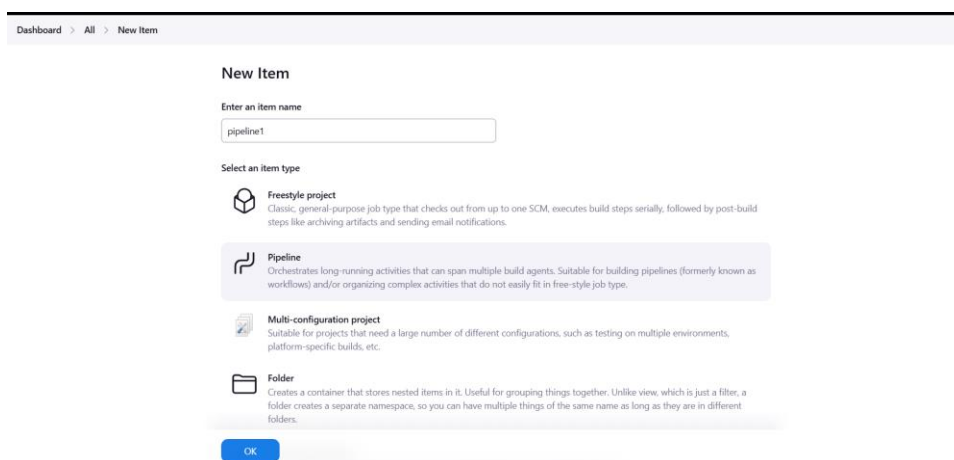 Dashboard > All > New Item
New Item
Enter an item name
pipeline1
Select an item type
Freestyle project
Classic, general-purpose job type that checks out from up to one SCM, executes build steps serially, followed by post-build
steps like archiving artifacts and sending email notifications.
Pipeline
Orchestrates long-running activities that can span multiple build agents. Suitable for building pipelines (formerly known as
workflows) and/or organizing complex activities that do not easily fit in free-style job type.
Multi-configuration project
Suitable for projects that need a large number of different configurations, such as testing on multiple environments,
platform-specific builds, etc.
Folder
Creates a container that stores nested items in it. Useful for grouping things together. Unlike view, which is just a filter, a
folder creates a separate namespace, so you can have multiple things of the same name as long as they are in different
folders.
OK